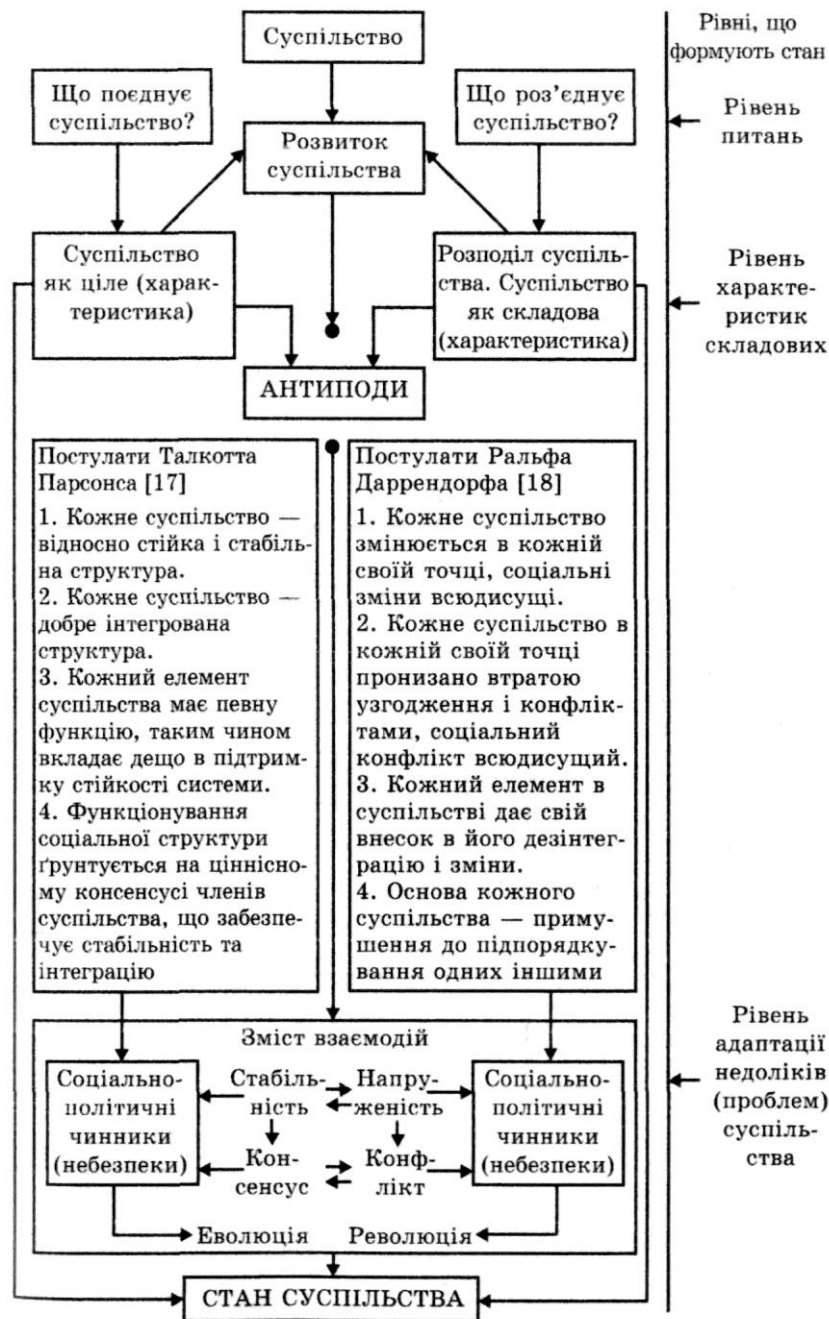 Суспільство
Рівні, що
формують стан
Що поєднує
суспільство?
Що роз’єднує
суспільство?
Розвиток
суспільства
Рівень
питань
Суспільство
як ціле (харак-
теристика)
Розподіл суспіль-
ства. Суспільство
як складова
(характеристика)
Рівень
характе-
ристик
складових
АНТИПОДИ
Постулати Талкотта
Парсонса [17]
1. Кожне суспільство —
відносно стійка і стабіль-
на структура.
2. Кожне суспільство —
добре інтегрована
структура.
3. Кожний елемент
суспільства має певну
функцію, таким чином
вкладає дещо в підтрим-
ку стійкості системи.
4. Функціонування
соціальної структури
ґрунтується на ціннісно-
му консенсусі членів
суспільства, що забезпе-
чує стабільність та
інтеграцію
Постулати Ральфа
Даррендорфа [18]
1. Кожне суспільство
змінюється в кожній
своїй точці, соціальні
зміни всюдисущі.
2. Кожне суспільство в
кожній своїй точці
пронизано втратою
узгодження і конфлік-
тами, соціальний
конфлікт всюдисущий.
3. Кожний елемент в
суспільстві дає свій
внесок в його дезінтег-
рацію і зміни.
4. Основа кожного
суспільства — приму-
шення до підпорядку-
вання одних іншими
Зміст взаємодій
Соціально-
політичні
чинники
(небезпеки)
Стабіль-
ність
Напру-
женість
Кон-
сенсус
Конф-
лікт
Соціально-
політичні
чинники
(небезпеки)
Еволюція
Революція
Рівень
адаптації
недоліків
(проблем)
суспіль-
ства
СТАН СУСПІЛЬСТВА